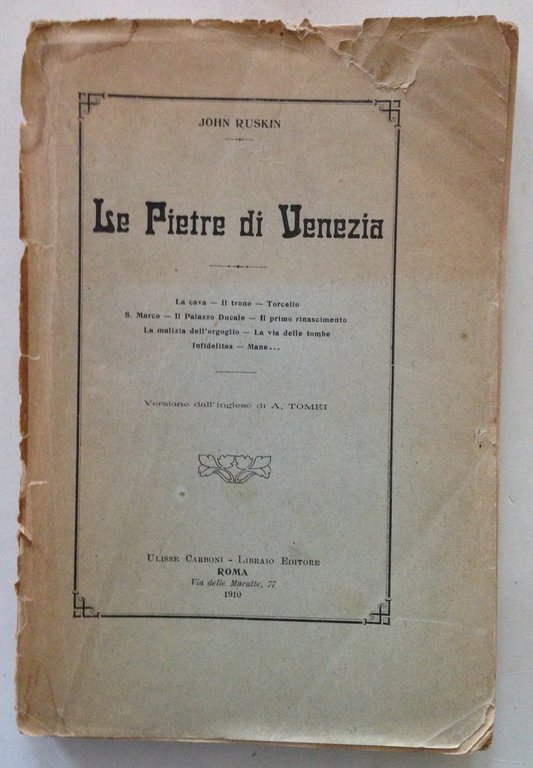 JOHN RUSKIN
Le Pietre di Venezia
La cava — Il trono — Torcello
S. Marco — Il Palazzo Ducale — Il primo rinascimento
La malizia dell'orgoglio — La via delle tombe
Infidelitas — Mane...
Versione dall'inglese di A. TOMEI
ULISSE CARBONI - LIBRAIO EDITORE
ROMA
Via delle Muratte, 77
1910